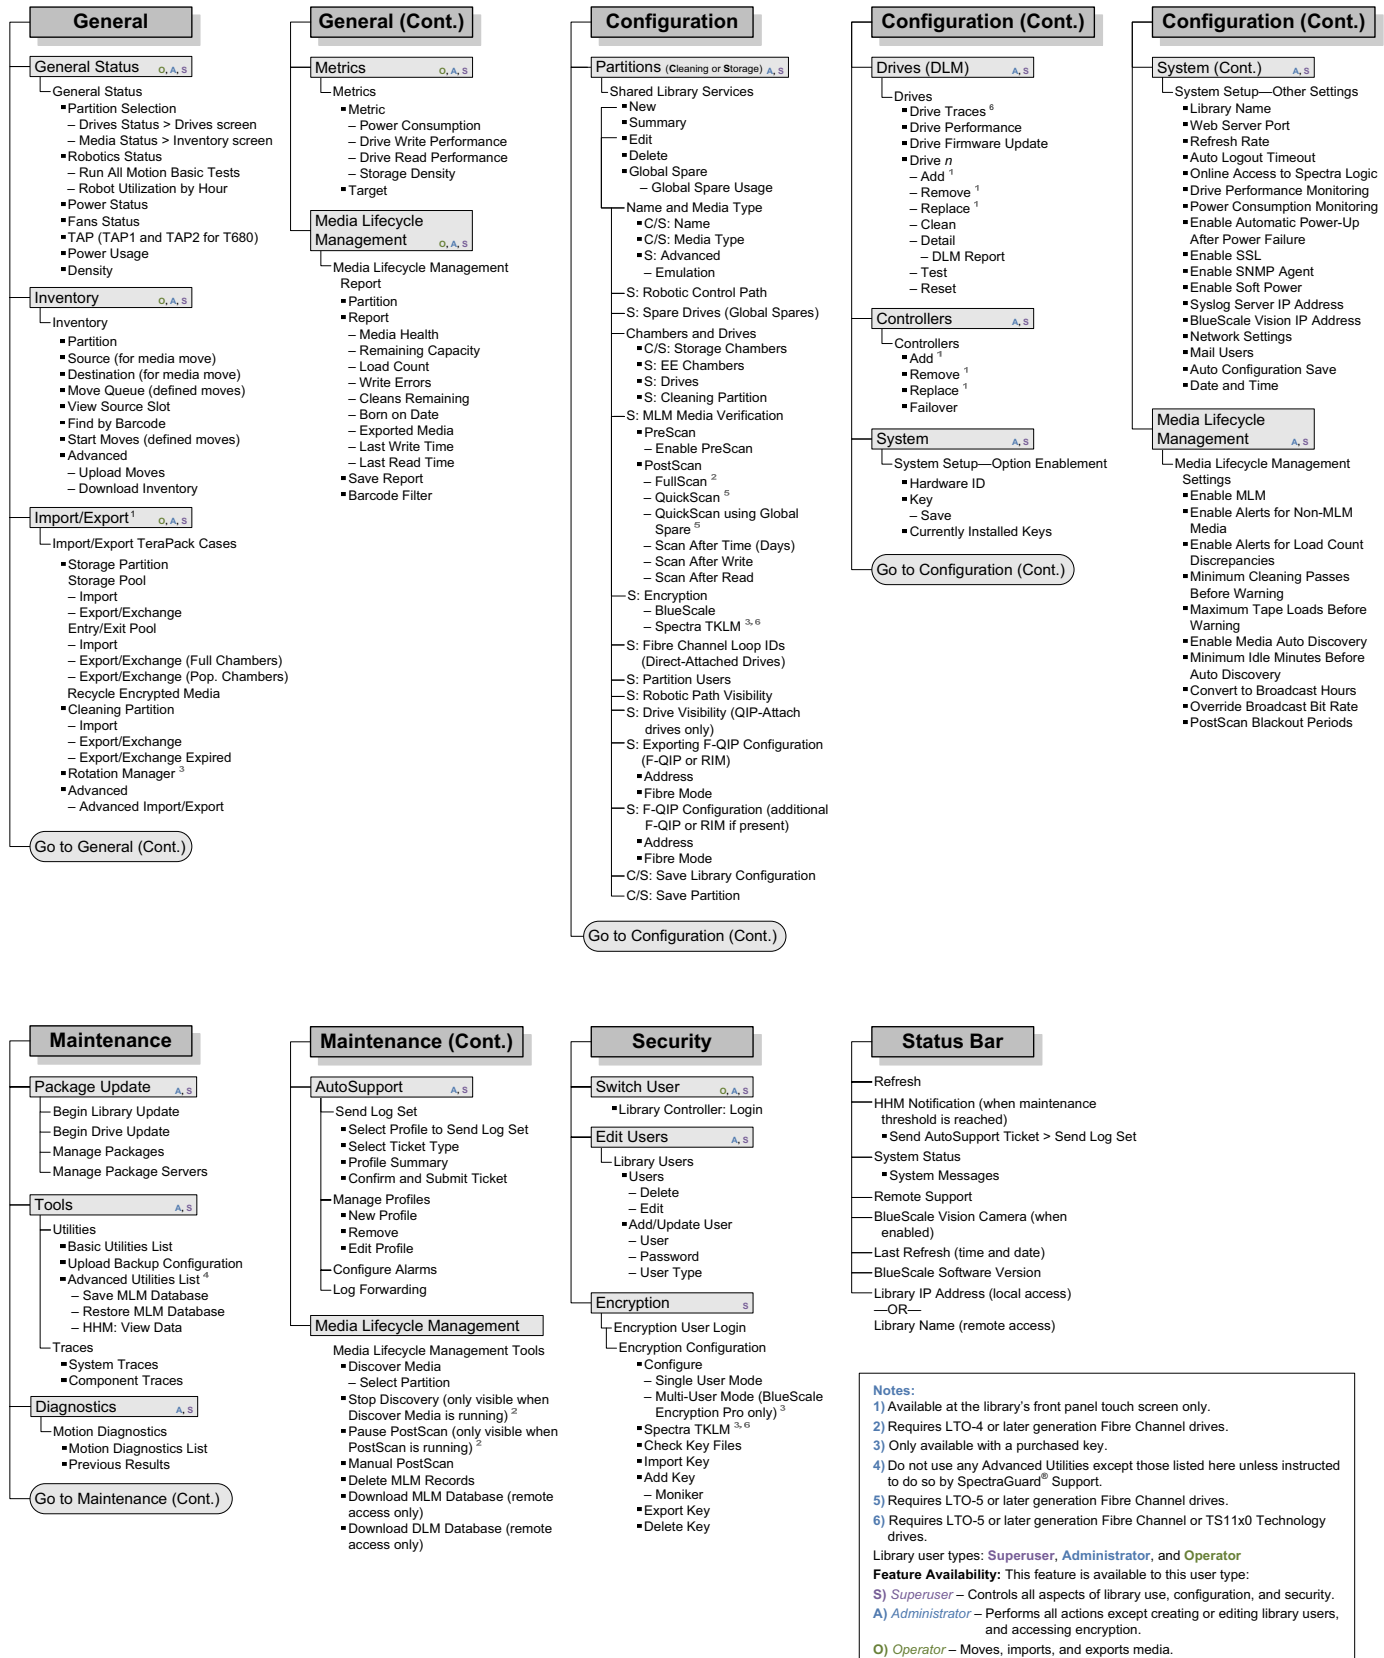 General
General Status O, A, S
General Status
▪Partition Selection
– Drives Status > Drives screen
– Media Status > Inventory screen
▪Robotics Status
– Run All Motion Basic Tests
– Robot Utilization by Hour
▪Power Status
▪Fans Status
▪TAP (TAP1 and TAP2 for T680)
▪Power Usage
▪Density
Inventory O, A, S
Inventory
▪Partition
▪Source (for media move)
▪Destination (for media move)
▪Move Queue (defined moves)
▪View Source Slot
▪Find by Barcode
▪Start Moves (defined moves)
▪Advanced
– Upload Moves
– Download Inventory
Import/Export 1 O, A, S
Import/Export TeraPack Cases
▪Storage Partition
Storage Pool
– Import
– Export/Exchange
Entry/Exit Pool
– Import
– Export/Exchange (Full Chambers)
– Export/Exchange (Pop. Chambers)
Recycle Encrypted Media
▪Cleaning Partition
– Import
– Export/Exchange
– Export/Exchange Expired
▪Rotation Manager 3
▪Advanced
– Advanced Import/Export
Go to General (Cont.)
General (Cont.)
Metrics O, A, S
Metrics
▪Metric
– Power Consumption
– Drive Write Performance
– Drive Read Performance
– Storage Density
▪Target
Media Lifecycle
Management O, A, S
Media Lifecycle Management
Report
▪Partition
▪Report
– Media Health
– Remaining Capacity
– Load Count
– Write Errors
– Cleans Remaining
– Born on Date
– Exported Media
– Last Write Time
– Last Read Time
▪Save Report
▪Barcode Filter
Configuration
Partitions (Cleaning or Storage) A, S
Shared Library Services
▪New
▪Summary
▪Edit
▪Delete
▪Global Spare
– Global Spare Usage
Name and Media Type
▪C/S: Name
▪C/S: Media Type
▪S: Advanced
– Emulation
S: Robotic Control Path
S: Spare Drives (Global Spares)
Chambers and Drives
▪C/S: Storage Chambers
▪S: EE Chambers
▪S: Drives
▪S: Cleaning Partition
S: MLM Media Verification
▪PreScan
– Enable PreScan
▪PostScan
– FullScan 2
– QuickScan 5
– QuickScan using Global
Spare 5
– Scan After Time (Days)
– Scan After Write
– Scan After Read
S: Encryption
– BlueScale
– Spectra TKLM 3, 6
S: Fibre Channel Loop IDs
(Direct-Attached Drives)
S: Partition Users
S: Robotic Path Visibility
S: Drive Visibility (QIP-Attach
drives only)
S: Exporting F-QIP Configuration
(F-QIP or RIM)
▪Address
▪Fibre Mode
S: F-QIP Configuration (additional
F-QIP or RIM if present)
▪Address
▪Fibre Mode
C/S: Save Library Configuration
C/S: Save Partition
Go to Configuration (Cont.)
Configuration (Cont.)
Drives (DLM) A, S
Drives
▪Drive Traces 6
▪Drive Performance
▪Drive Firmware Update
▪Drive n
– Add 1
– Remove 1
– Replace 1
– Clean
– Detail
– DLM Report
– Test
– Reset
Controllers A, S
Controllers
▪Add 1
▪Remove 1
▪Replace 1
▪Failover
System A, S
System Setup—Option Enablement
▪Hardware ID
▪Key
– Save
▪Currently Installed Keys
Go to Configuration (Cont.)
Configuration (Cont.)
System (Cont.) A, S
System Setup—Other Settings
▪Library Name
▪Web Server Port
▪Refresh Rate
▪Auto Logout Timeout
▪Online Access to Spectra Logic
▪Drive Performance Monitoring
▪Power Consumption Monitoring
▪Enable Automatic Power-Up
After Power Failure
▪Enable SSL
▪Enable SNMP Agent
▪Enable Soft Power
▪Syslog Server IP Address
▪BlueScale Vision IP Address
▪Network Settings
▪Mail Users
▪Auto Configuration Save
▪Date and Time
Media Lifecycle
Management A, S
Media Lifecycle Management
Settings
▪Enable MLM
▪Enable Alerts for Non-MLM
Media
▪Enable Alerts for Load Count
Discrepancies
▪Minimum Cleaning Passes
Before Warning
▪Maximum Tape Loads Before
Warning
▪Enable Media Auto Discovery
▪Minimum Idle Minutes Before
Auto Discovery
▪Convert to Broadcast Hours
▪Override Broadcast Bit Rate
▪PostScan Blackout Periods
Maintenance
Package Update A, S
Begin Library Update
Begin Drive Update
Manage Packages
Manage Package Servers
Tools A, S
Utilities
▪Basic Utilities List
▪Upload Backup Configuration
▪Advanced Utilities List 4
– Save MLM Database
– Restore MLM Database
– HHM: View Data
Traces
▪System Traces
▪Component Traces
Diagnostics A, S
Motion Diagnostics
▪Motion Diagnostics List
▪Previous Results
Go to Maintenance (Cont.)
Maintenance (Cont.)
AutoSupport A, S
Send Log Set
▪Select Profile to Send Log Set
▪Select Ticket Type
▪Profile Summary
▪Confirm and Submit Ticket
Manage Profiles
▪New Profile
▪Remove
▪Edit Profile
Configure Alarms
Log Forwarding
Media Lifecycle Management
Media Lifecycle Management Tools
▪Discover Media
– Select Partition
▪Stop Discovery (only visible when
Discover Media is running) 2
▪Pause PostScan (only visible when
PostScan is running) 2
▪Manual PostScan
▪Delete MLM Records
▪Download MLM Database (remote
access only)
▪Download DLM Database (remote
access only)
Security
Switch User O, A, S
▪Library Controller: Login
Edit Users A, S
Library Users
▪Users
– Delete
– Edit
▪Add/Update User
– User
– Password
– User Type
Encryption S
Encryption User Login
Encryption Configuration
▪Configure
– Single User Mode
– Multi-User Mode (BlueScale
Encryption Pro only) 3
▪Spectra TKLM 3, 6
▪Check Key Files
▪Import Key
▪Add Key
– Moniker
▪Export Key
▪Delete Key
Status Bar
Refresh
HHM Notification (when maintenance
threshold is reached)
▪Send AutoSupport Ticket > Send Log Set
System Status
▪System Messages
Remote Support
BlueScale Vision Camera (when
enabled)
Last Refresh (time and date)
BlueScale Software Version
Library IP Address (local access)
—OR—
Library Name (remote access)
Notes:
1) Available at the library’s front panel touch screen only.
2) Requires LTO-4 or later generation Fibre Channel drives.
3) Only available with a purchased key.
4) Do not use any Advanced Utilities except those listed here unless instructed
to do so by SpectraGuard® Support.
5) Requires LTO-5 or later generation Fibre Channel drives.
6) Requires LTO-5 or later generation Fibre Channel or TS11x0 Technology
drives.
Library user types: Superuser, Administrator, and Operator
Feature Availability: This feature is available to this user type:
S) Superuser – Controls all aspects of library use, configuration, and security.
A) Administrator – Performs all actions except creating or editing library users,
and accessing encryption.
O) Operator – Moves, imports, and exports media.